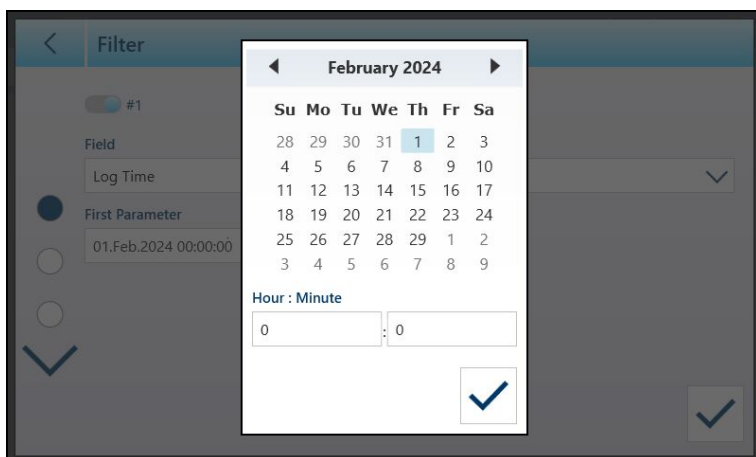 Filter
#1
Field
Log Time
First Parameter
01.Feb.2024 00:00:00
February 2024
Su Mo Tu We Th Fr Sa
28 29 30 31 1 2 3
4 5 6 7 8 9 10
11 12 13 14 15 16 17
18 19 20 21 22 23 24
25 26 27 28 29 1 2
3 4 5 6 7 8 9
Hour : Minute
0 : 0